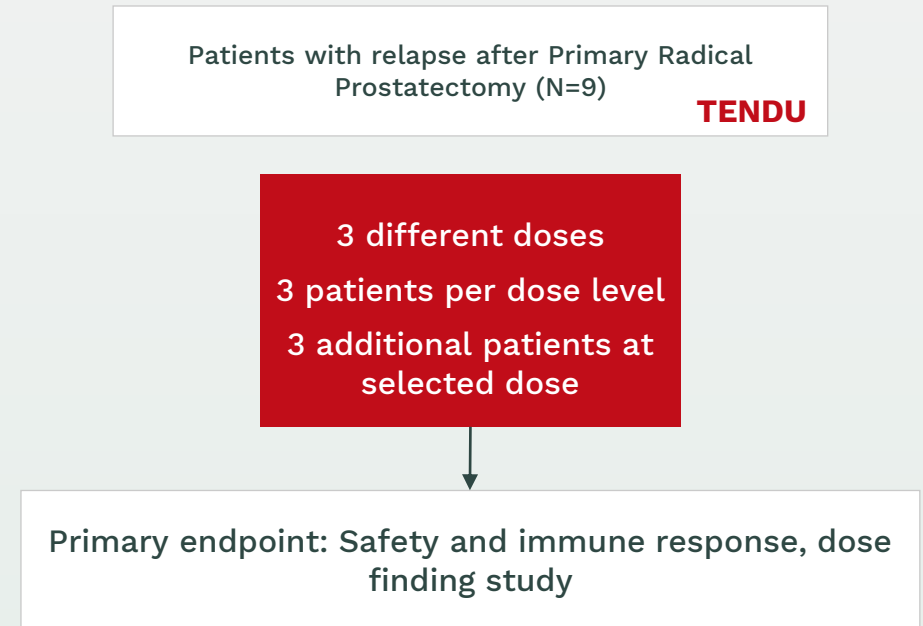 Patients with relapse after Primary Radical
Prostatectomy (N=9)
TENDU
3 different doses
3 patients per dose level
3 additional patients at
selected dose
Primary endpoint: Safety and immune response, dose
finding study